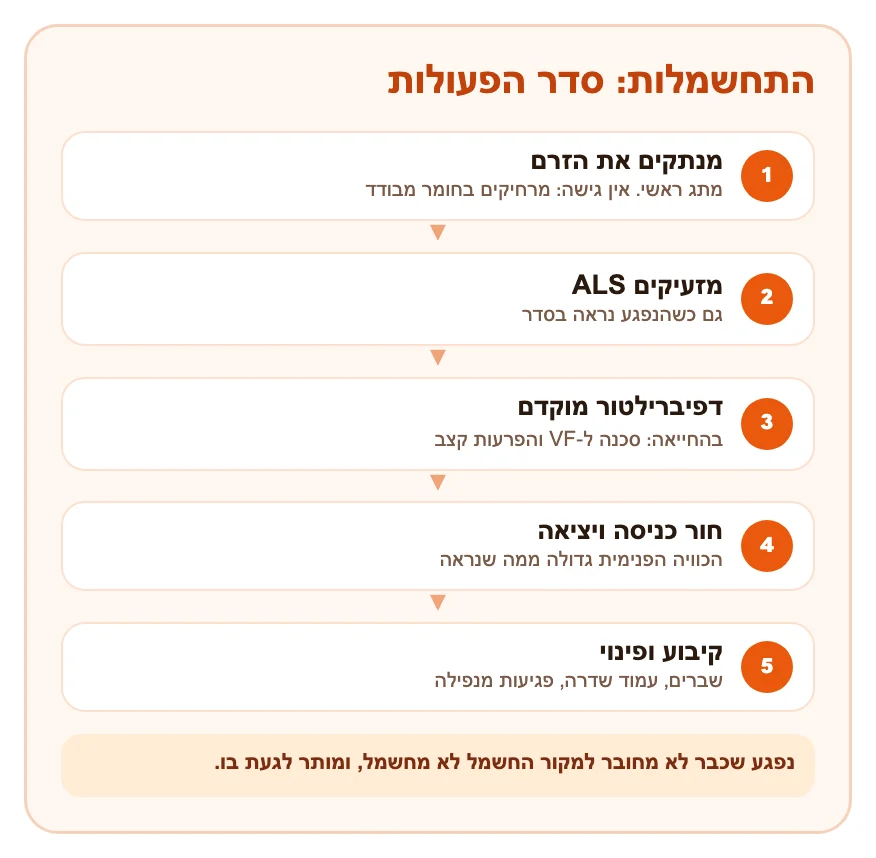 התחשמלות: סדר הפעולות
1
מנתקים את הזרם
מתג ראשי. אין גישה: מרחיקים בחומר מבודד
2
מזעיקים ALS
גם כשהנפגע נראה בסדר
3
דפיברילטור מוקדם
בהחייאה: סכנה ל-VF והפרעות קצב
4
חור כניסה ויציאה
הכוויה הפנימית גדולה ממה שנראה
5
קיבוע ופינוי
שברים, עמוד שדרה, פגיעות מנפילה
נפגע שכבר לא מחובר למקור החשמל לא מחשמל, ומותר לגעת בו.